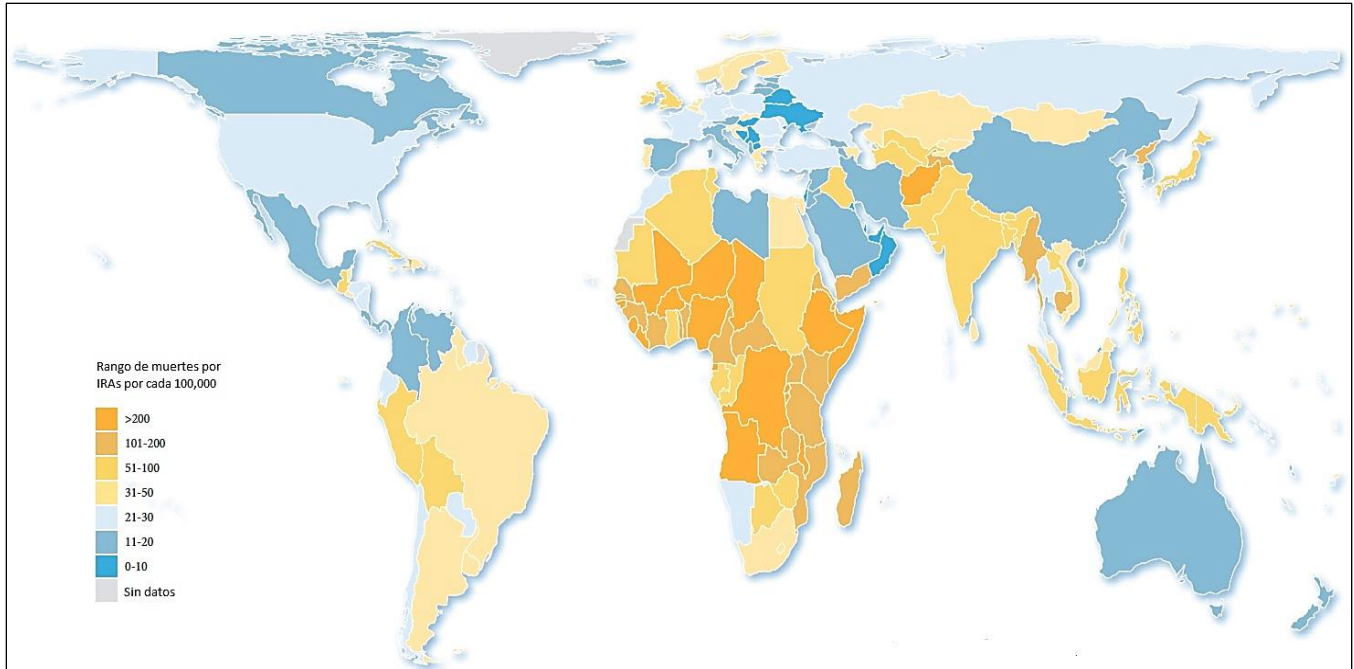 Rango de muertes por
IRAs por cada 100,000
>200
101-200
51-100
31-50
21-30
11-20
0-10
Sin datos